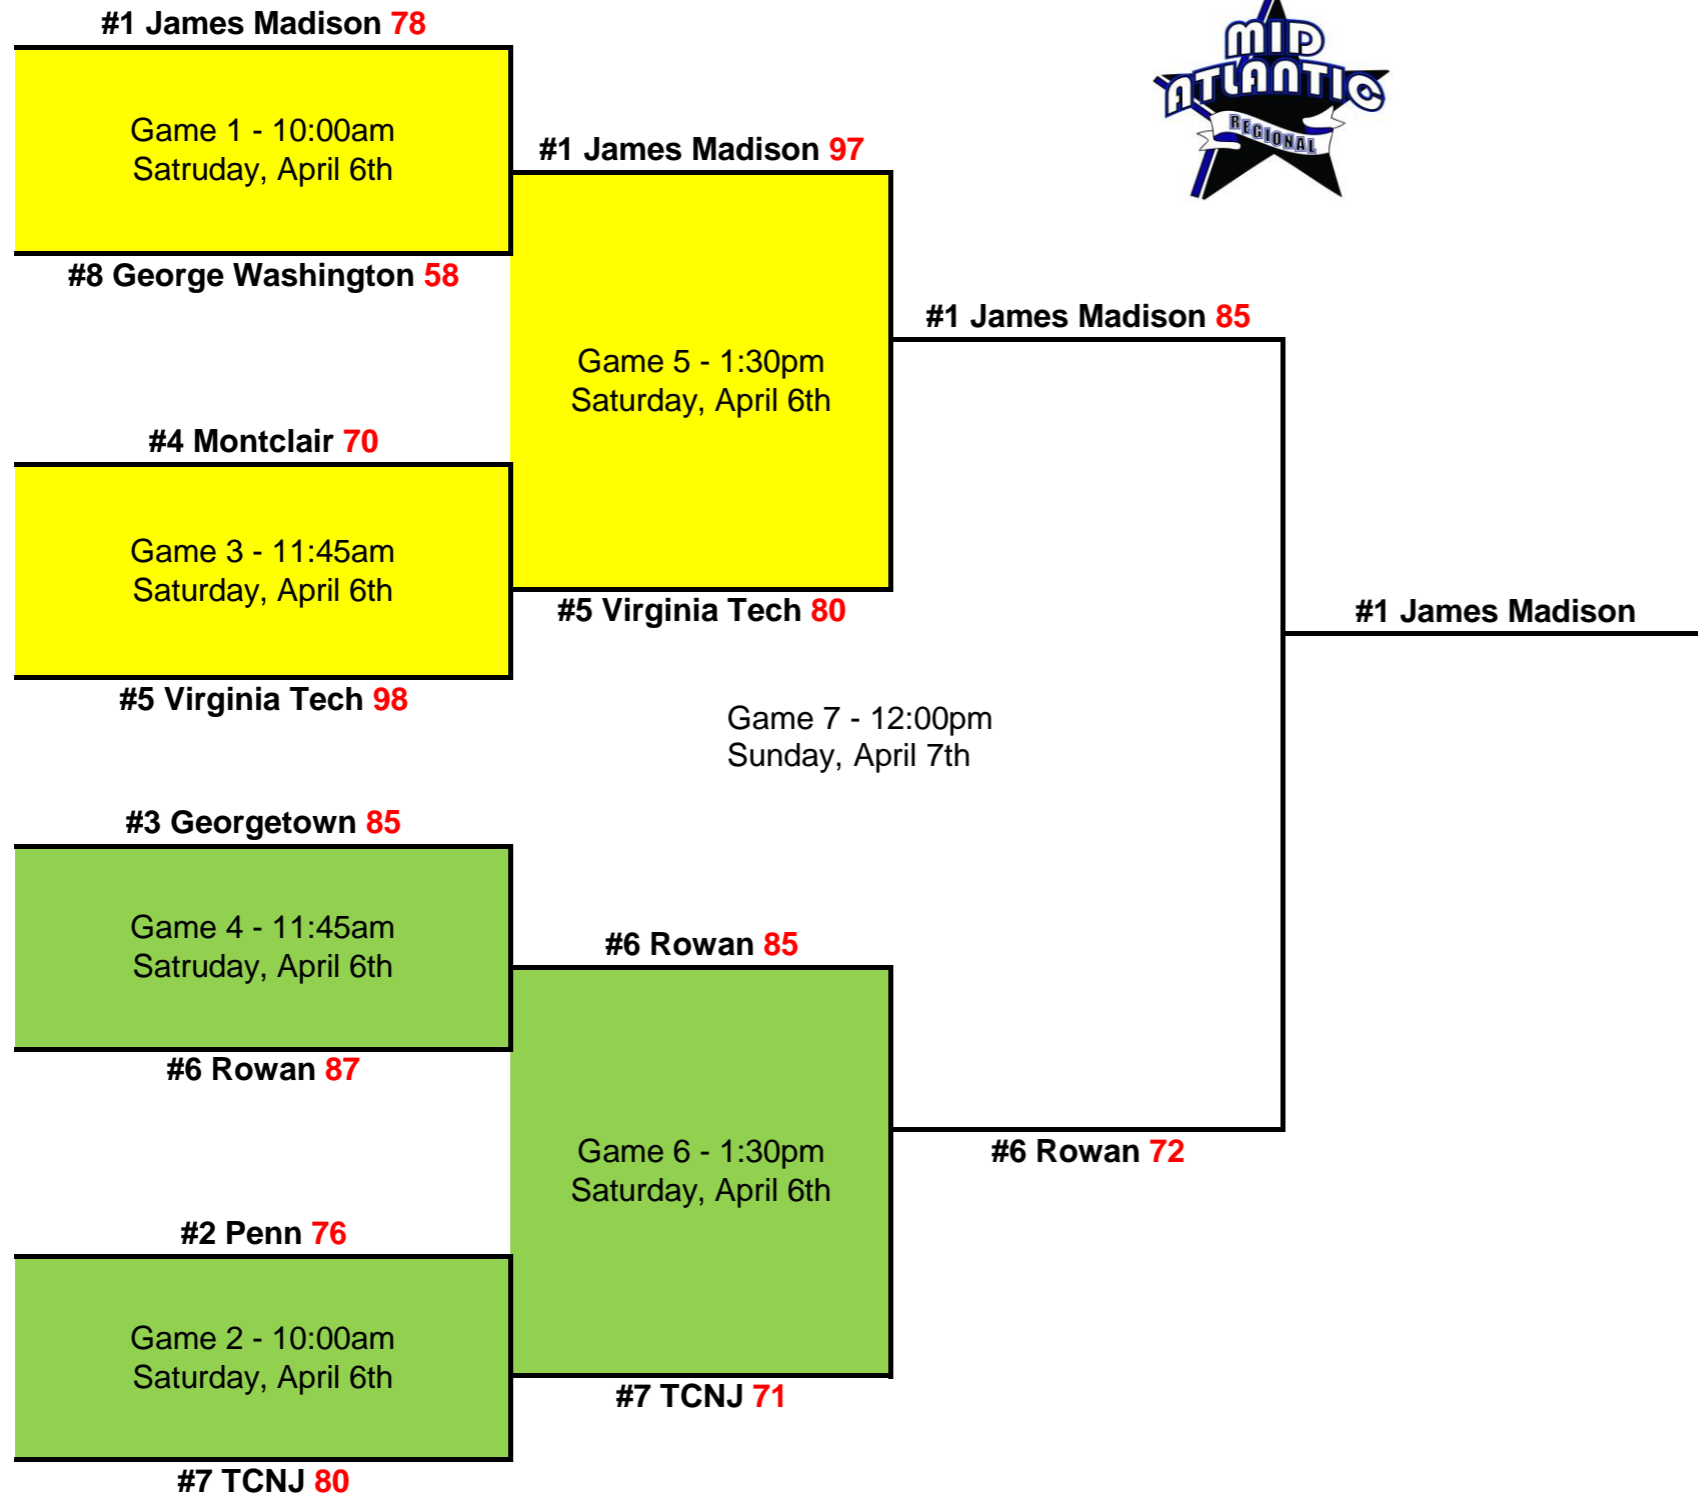 #1 James Madison 78
MID
ATLANTIC
REGIONAL
Game 1 - 10:00am
Satruday, April 6th
#1 James Madison 97
#8 George Washington 58
#1 James Madison 85
Game 5 - 1:30pm
Saturday, April 6th
#4 Montclair 70
Game 3 - 11:45am
Saturday, April 6th
#5 Virginia Tech 80
#1 James Madison
#5 Virginia Tech 98
Game 7 - 12:00pm
Sunday, April 7th
#3 Georgetown 85
Game 4 - 11:45am
Satruday, April 6th
#6 Rowan 85
#6 Rowan 87
Game 6 - 1:30pm
Saturday, April 6th
#6 Rowan 72
#2 Penn 76
Game 2 - 10:00am
Saturday, April 6th
#7 TCNJ 71
#7 TCNJ 80